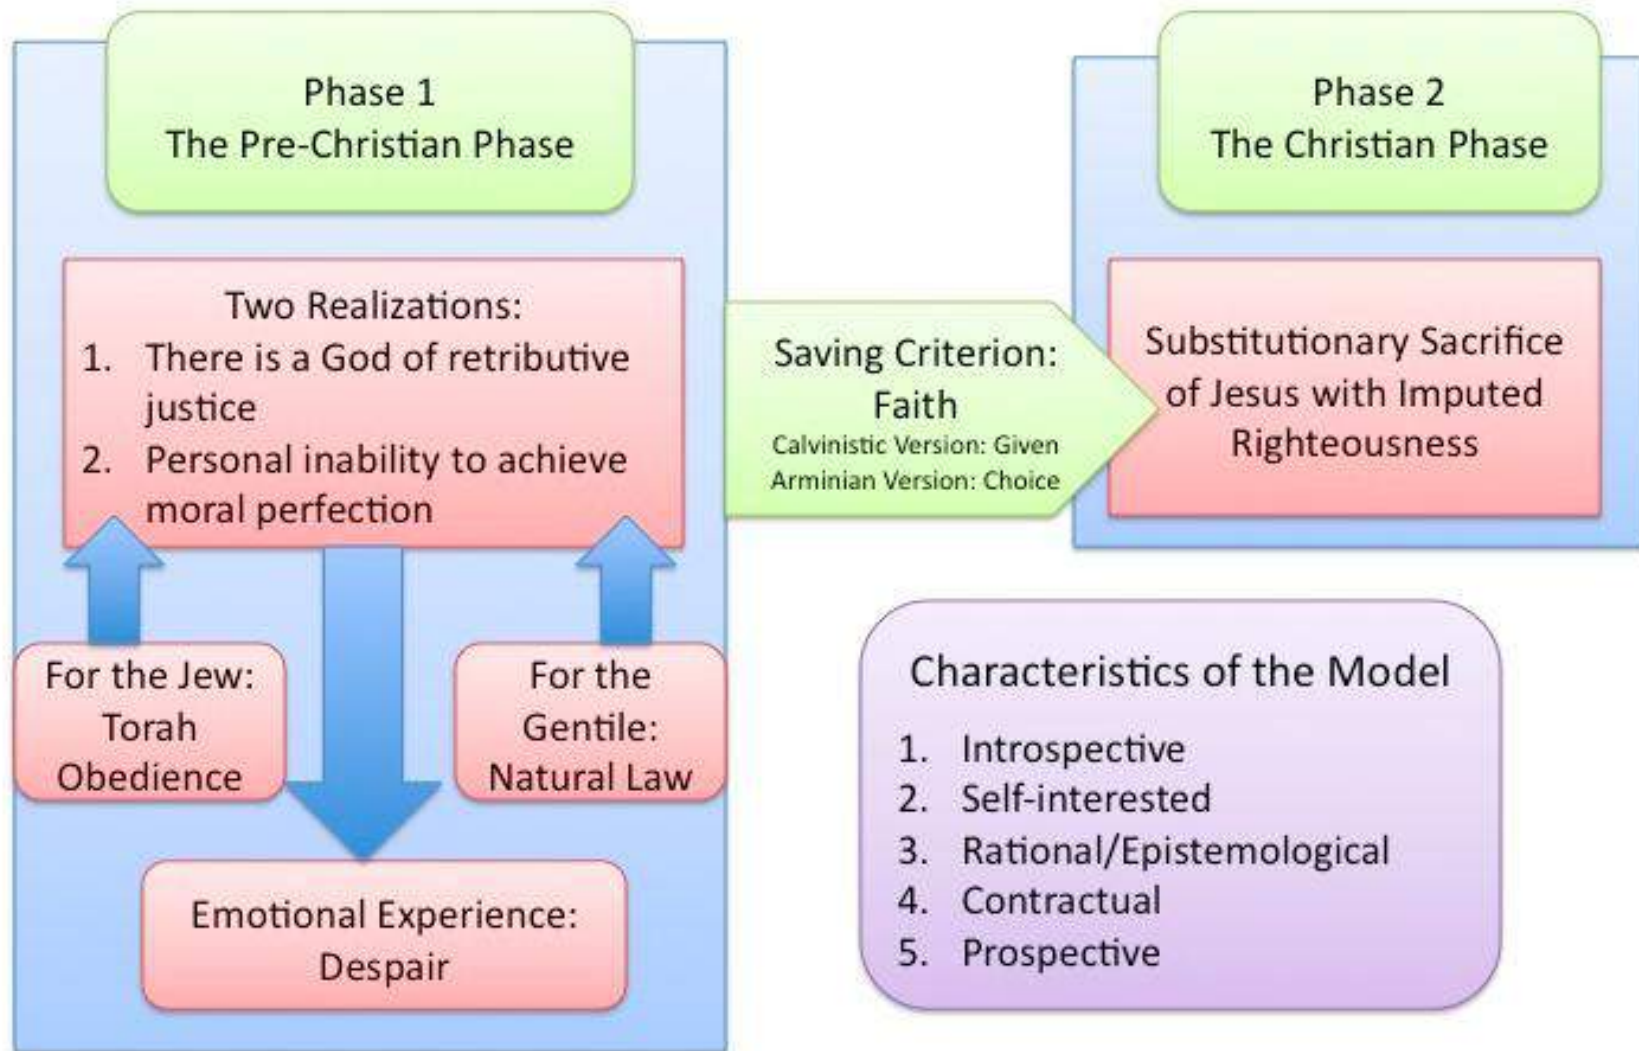 Phase 1
The Pre-Christian Phase
Two Realizations:
1. There is a God of retributive
justice
2. Personal inability to achieve
moral perfection
For the Jew:
Torah
Obedience
For the
Gentile:
Natural Law
Emotional Experience:
Despair
Saving Criterion:
Faith
Calvinistic Version: Given
Arminian Version: Choice
Phase 2
The Christian Phase
Substitutionary Sacrifice
of Jesus with Imputed
Righteousness
Characteristics of the Model
1. Introspective
2. Self-interested
3. Rational/Epistemological
4. Contractual
5. Prospective